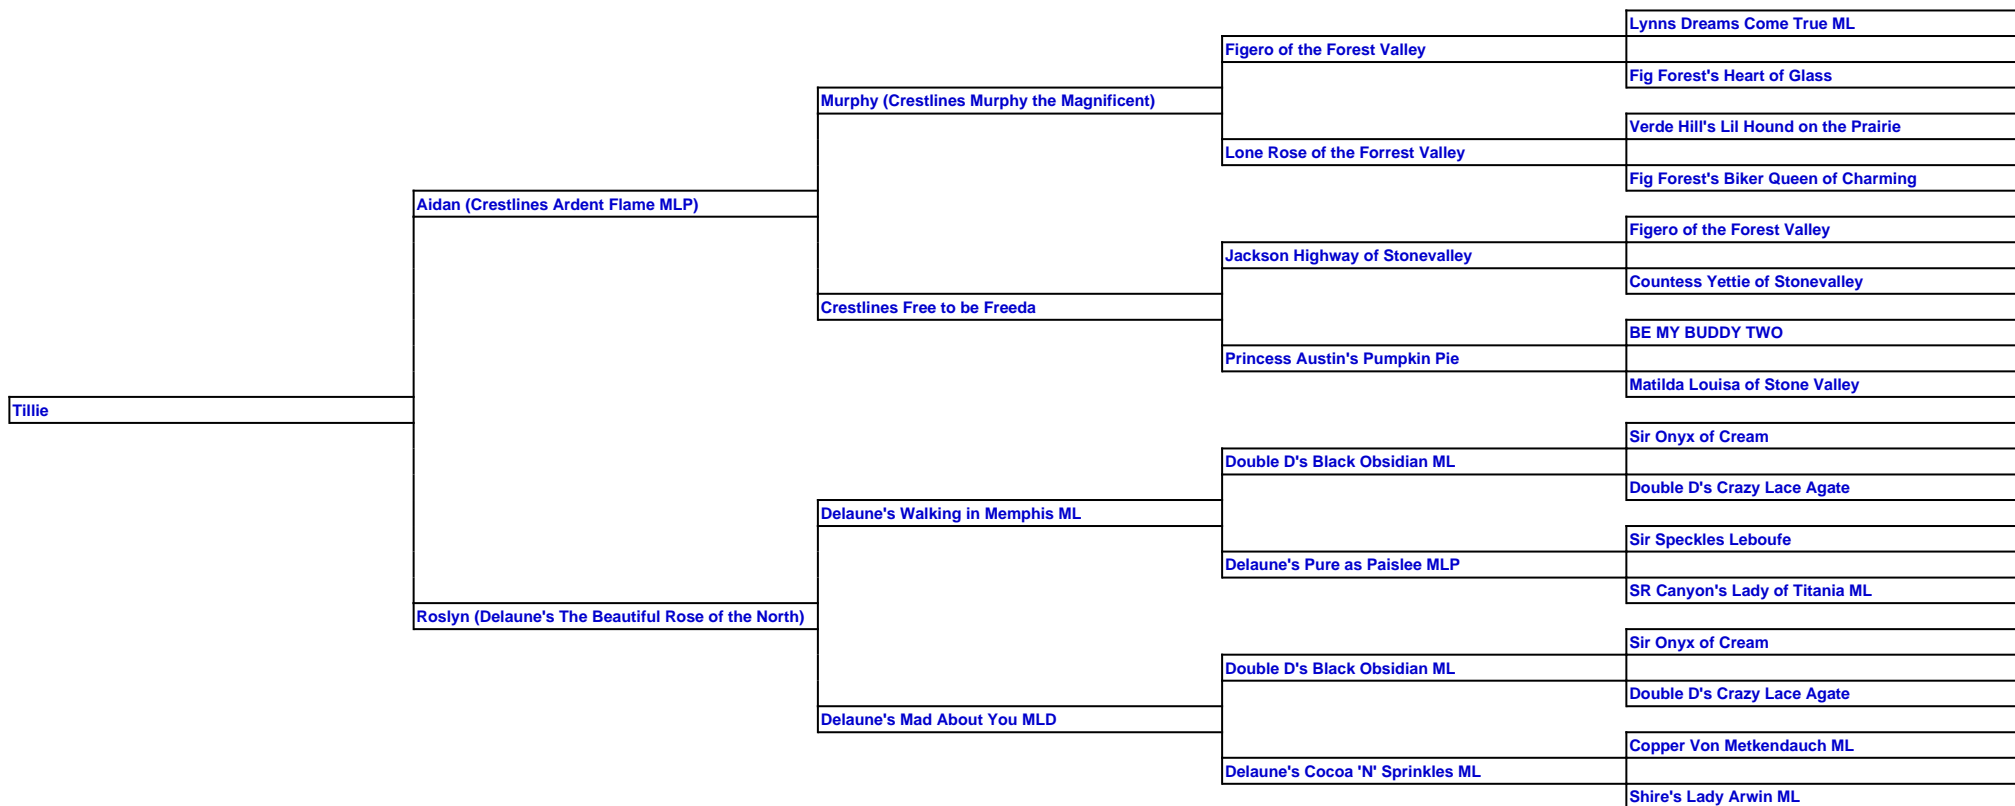 Lynns Dreams Come True ML
Figero of the Forest Valley
Fig Forest's Heart of Glass
Murphy (Crestlines Murphy the Magnificent)
Verde Hill's Lil Hound on the Prairie
Lone Rose of the Forrest Valley
Fig Forest's Biker Queen of Charming
Aidan (Crestlines Ardent Flame MLP)
Figero of the Forest Valley
Jackson Highway of Stonevalley
Countess Yettie of Stonevalley
Crestlines Free to be Freeda
BE MY BUDDY TWO
Princess Austin's Pumpkin Pie
Matilda Louisa of Stone Valley
Tillie
Sir Onyx of Cream
Double D's Black Obsidian ML
Double D's Crazy Lace Agate
Delaune's Walking in Memphis ML
Sir Speckles Leboufe
Delaune's Pure as Paislee MLP
SR Canyon's Lady of Titania ML
Roslyn (Delaune's The Beautiful Rose of the North)
Sir Onyx of Cream
Double D's Black Obsidian ML
Double D's Crazy Lace Agate
Delaune's Mad About You MLD
Copper Von Metkendauch ML
Delaune's Cocoa 'N' Sprinkles ML
Shire's Lady Arwin ML